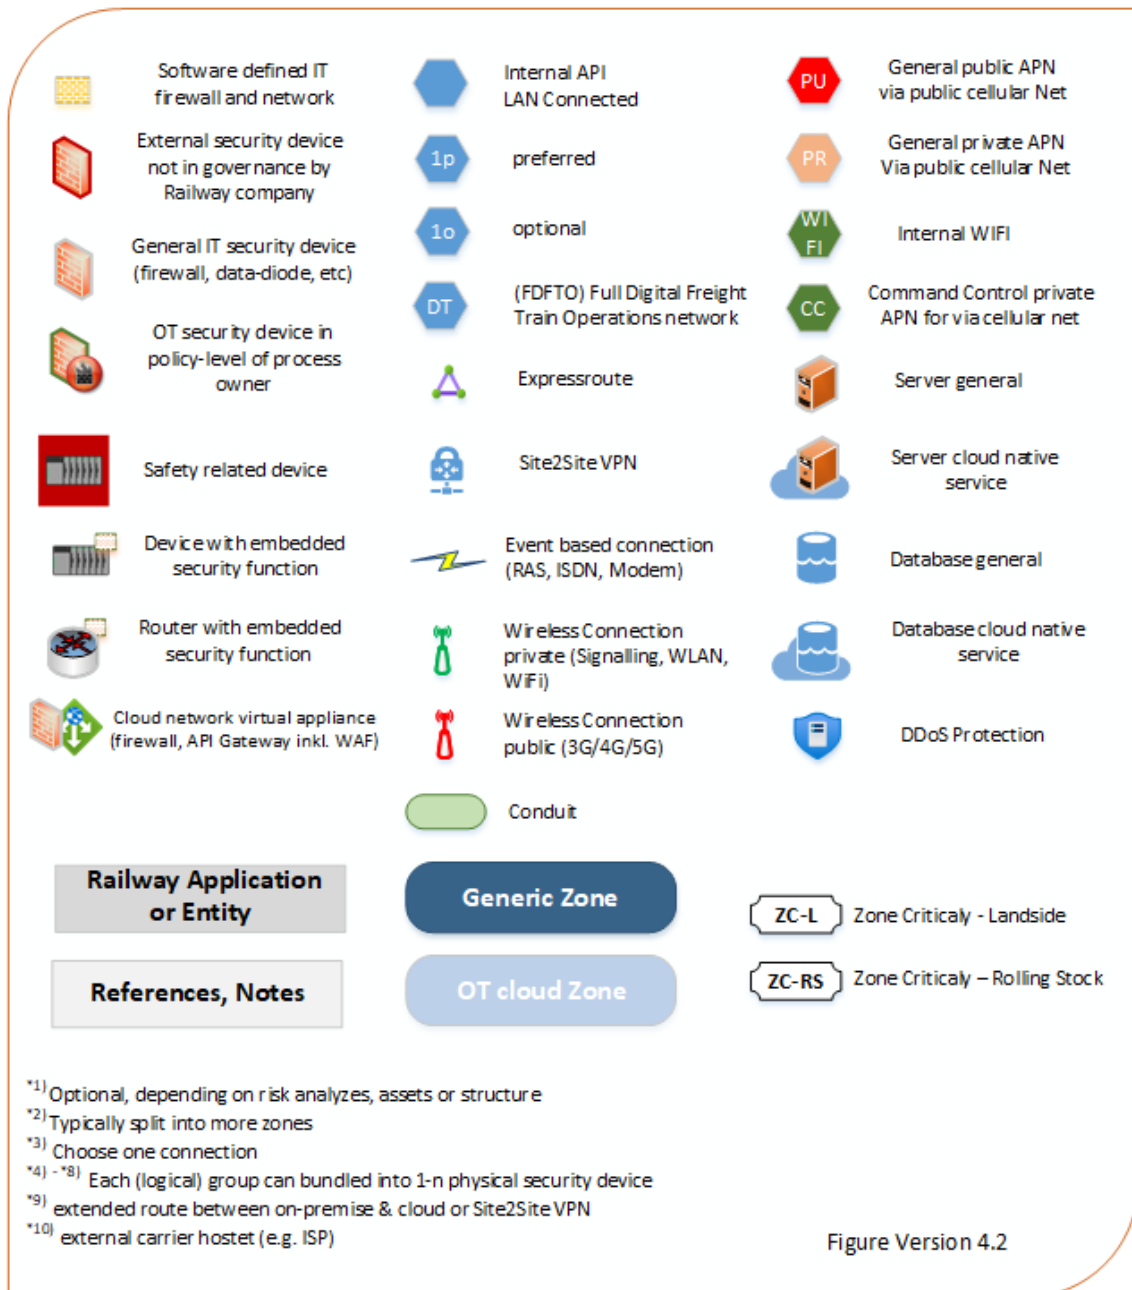 Software defined IT
firewall and network
External security device
not in governance by
Railway company
General IT security device
(firewall, data-diode, etc)
OT security device in
policy-level of process
owner
Safety related device
Device with embedded
security function
Router with embedded
security function
Cloud network virtual appliance
(firewall, API Gateway inkl. WAF)
Internal API
LAN Connected
1p
preferred
1o
optional
DT
(FDFTO) Full Digital Freight
Train Operations network
Expressroute
Site2Site VPN
Event based connection
(RAS, ISDN, Modem)
Wireless Connection
private (Signalling, WLAN,
WiFi)
Wireless Connection
public (3G/4G/5G)
Conduit
PU
General public APN
via public cellular Net
PR
General private APN
Via public cellular Net
WI
FI
Internal WIFI
CC
Command Control private
APN for via cellular net
Server general
Server cloud native
service
Database general
Database cloud native
service
DDoS Protection
Railway Application
or Entity
Generic Zone
ZC-L
Zone Criticaly - Landside
References, Notes
OT cloud Zone
ZC-RS
Zone Criticaly – Rolling Stock
*1) Optional, depending on risk analyzes, assets or structure
*2) Typically split into more zones
*3) Choose one connection
*4) - *8) Each (logical) group can bundled into 1-n physical security device
*9) extended route between on-premise & cloud or Site2Site VPN
*10) external carrier hostet (e.g. ISP)
Figure Version 4.2